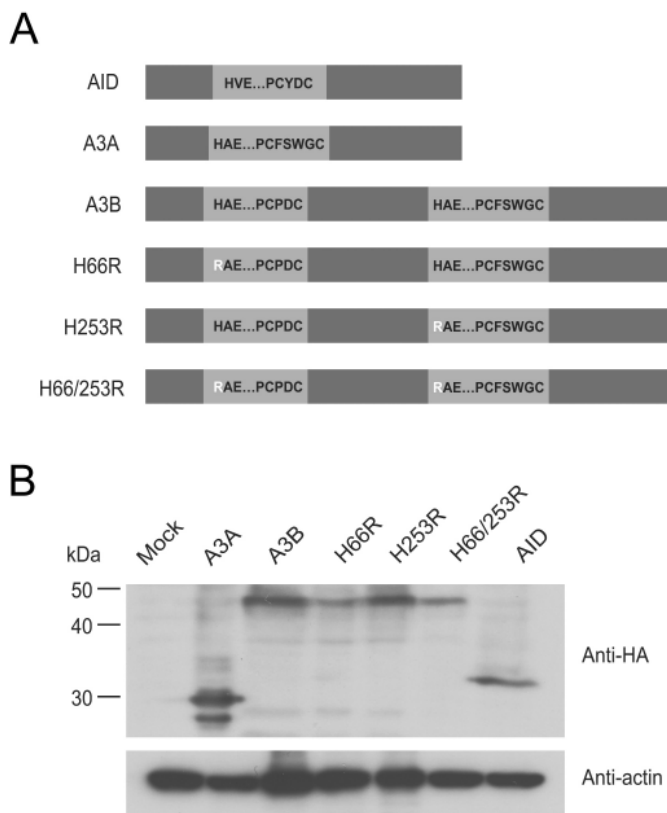 A
AID HVE...PCYDC
A3A HAE...PCFSWGC
A3B HAE...PCPDC HAE...PCFSWGC
H66R RAE...PCPDC HAE...PCFSWGC
H253R HAE...PCPDC RAE...PCFSWGC
H66/253R RAE...PCPDC RAE...PCFSWGC
B
kDa Mock A3A A3B H66R H253R H66/253R AID
50
40
Anti-HA
30
Anti-actin